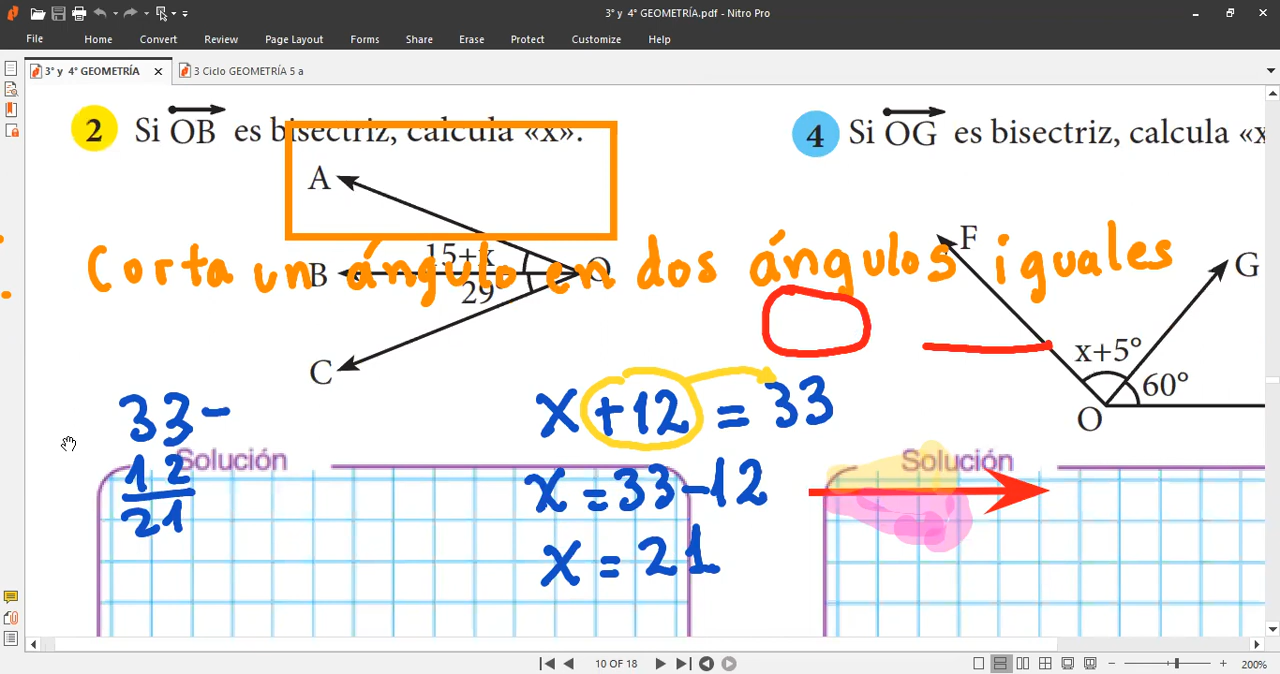 3° y 4° GEOMETRÍA.pdf - Nitro Pro
File Home Convert Review Page Layout Forms Share Erase Protect Customize Help
3° y 4° GEOMETRÍA 3 Ciclo GEOMETRÍA 5 a
2 Si OB es bisectriz, calcula «x».
A
15+x
B O
29
C
4 Si OG es bisectriz, calcula «x
F
G
x+5°
60°
O
Corta un ángulo en dos ángulos iguales
33-
12
21
x +12 = 33
x = 33-12
x = 21
Solución
Solución
10 OF 18
200%